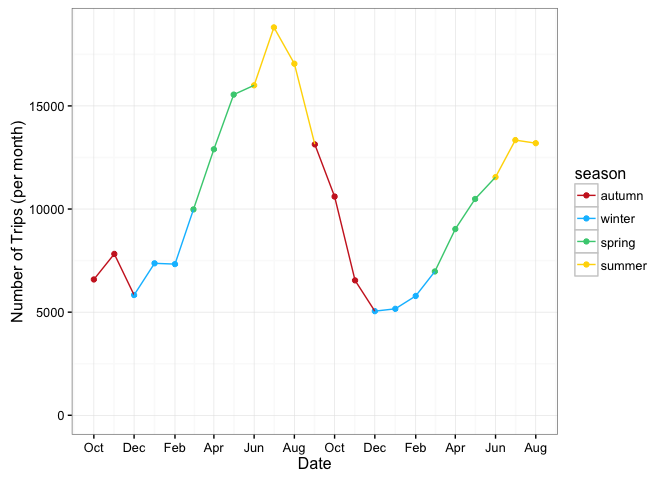 Number of Trips (per month)
15000
10000
5000
0
Oct Dec Feb Apr Jun Aug Oct Dec Feb Apr Jun Aug
Date
season
autumn
winter
spring
summer